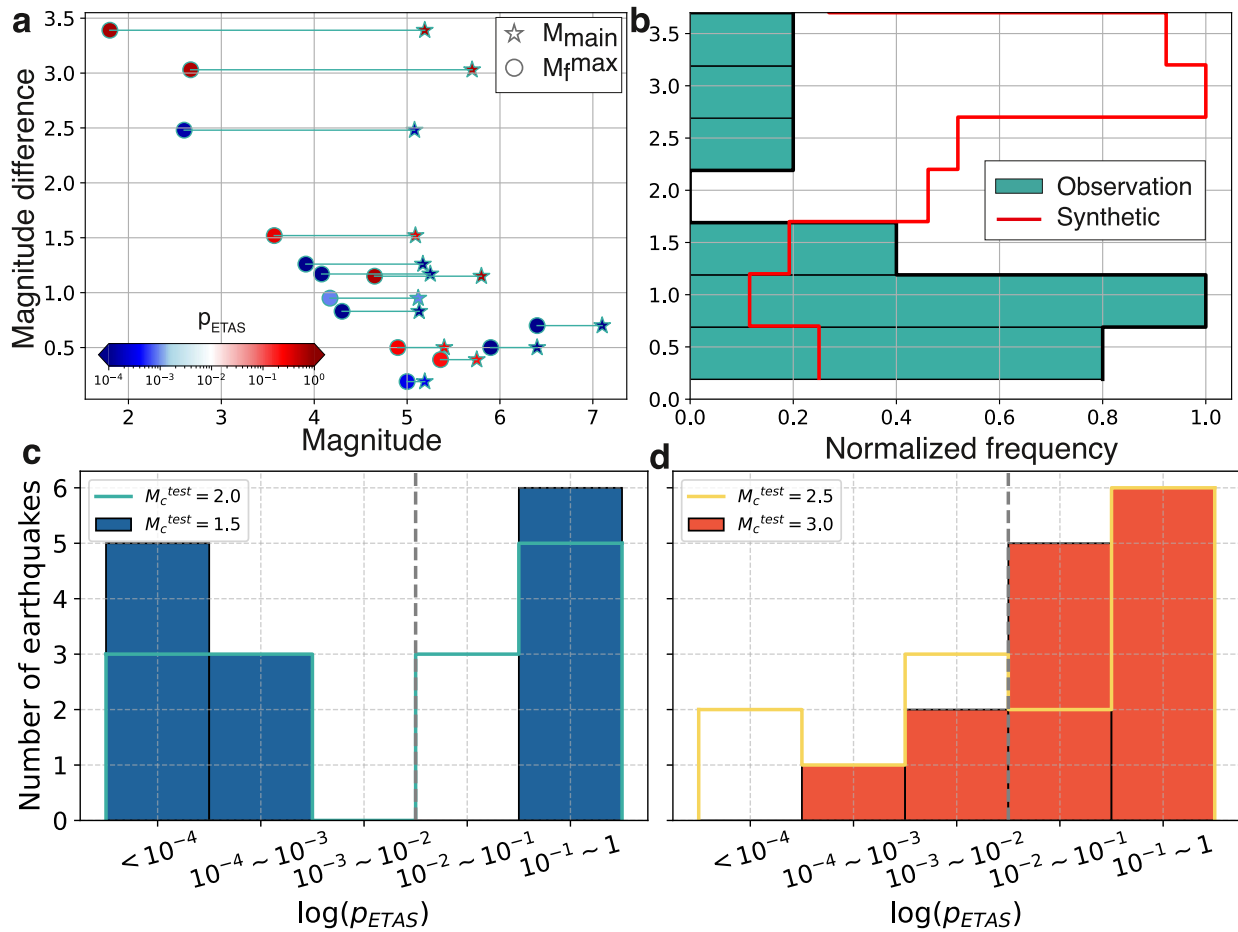 a
Magnitude difference
3.5
3.0
2.5
2.0
1.5
1.0
0.5
M_main
M_f^max
p_ETAS
10^-4 10^-3 10^-2 10^-1 10^0
2 3 4 5 6 7
Magnitude
b
3.5
3.0
2.5
2.0
1.5
1.0
0.5
0.0
Observation
Synthetic
0.0 0.2 0.4 0.6 0.8 1.0
Normalized frequency
c
Number of earthquakes
6
5
4
3
2
1
0
M_c^test = 2.0
M_c^test = 1.5
< 10^-4 10^-4 ~ 10^-3 10^-3 ~ 10^-2 10^-2 ~ 10^-1 10^-1 ~ 1
log(p_ETAS)
d
6
5
4
3
2
1
0
M_c^test = 2.5
M_c^test = 3.0
< 10^-4 10^-4 ~ 10^-3 10^-3 ~ 10^-2 10^-2 ~ 10^-1 10^-1 ~ 1
log(p_ETAS)